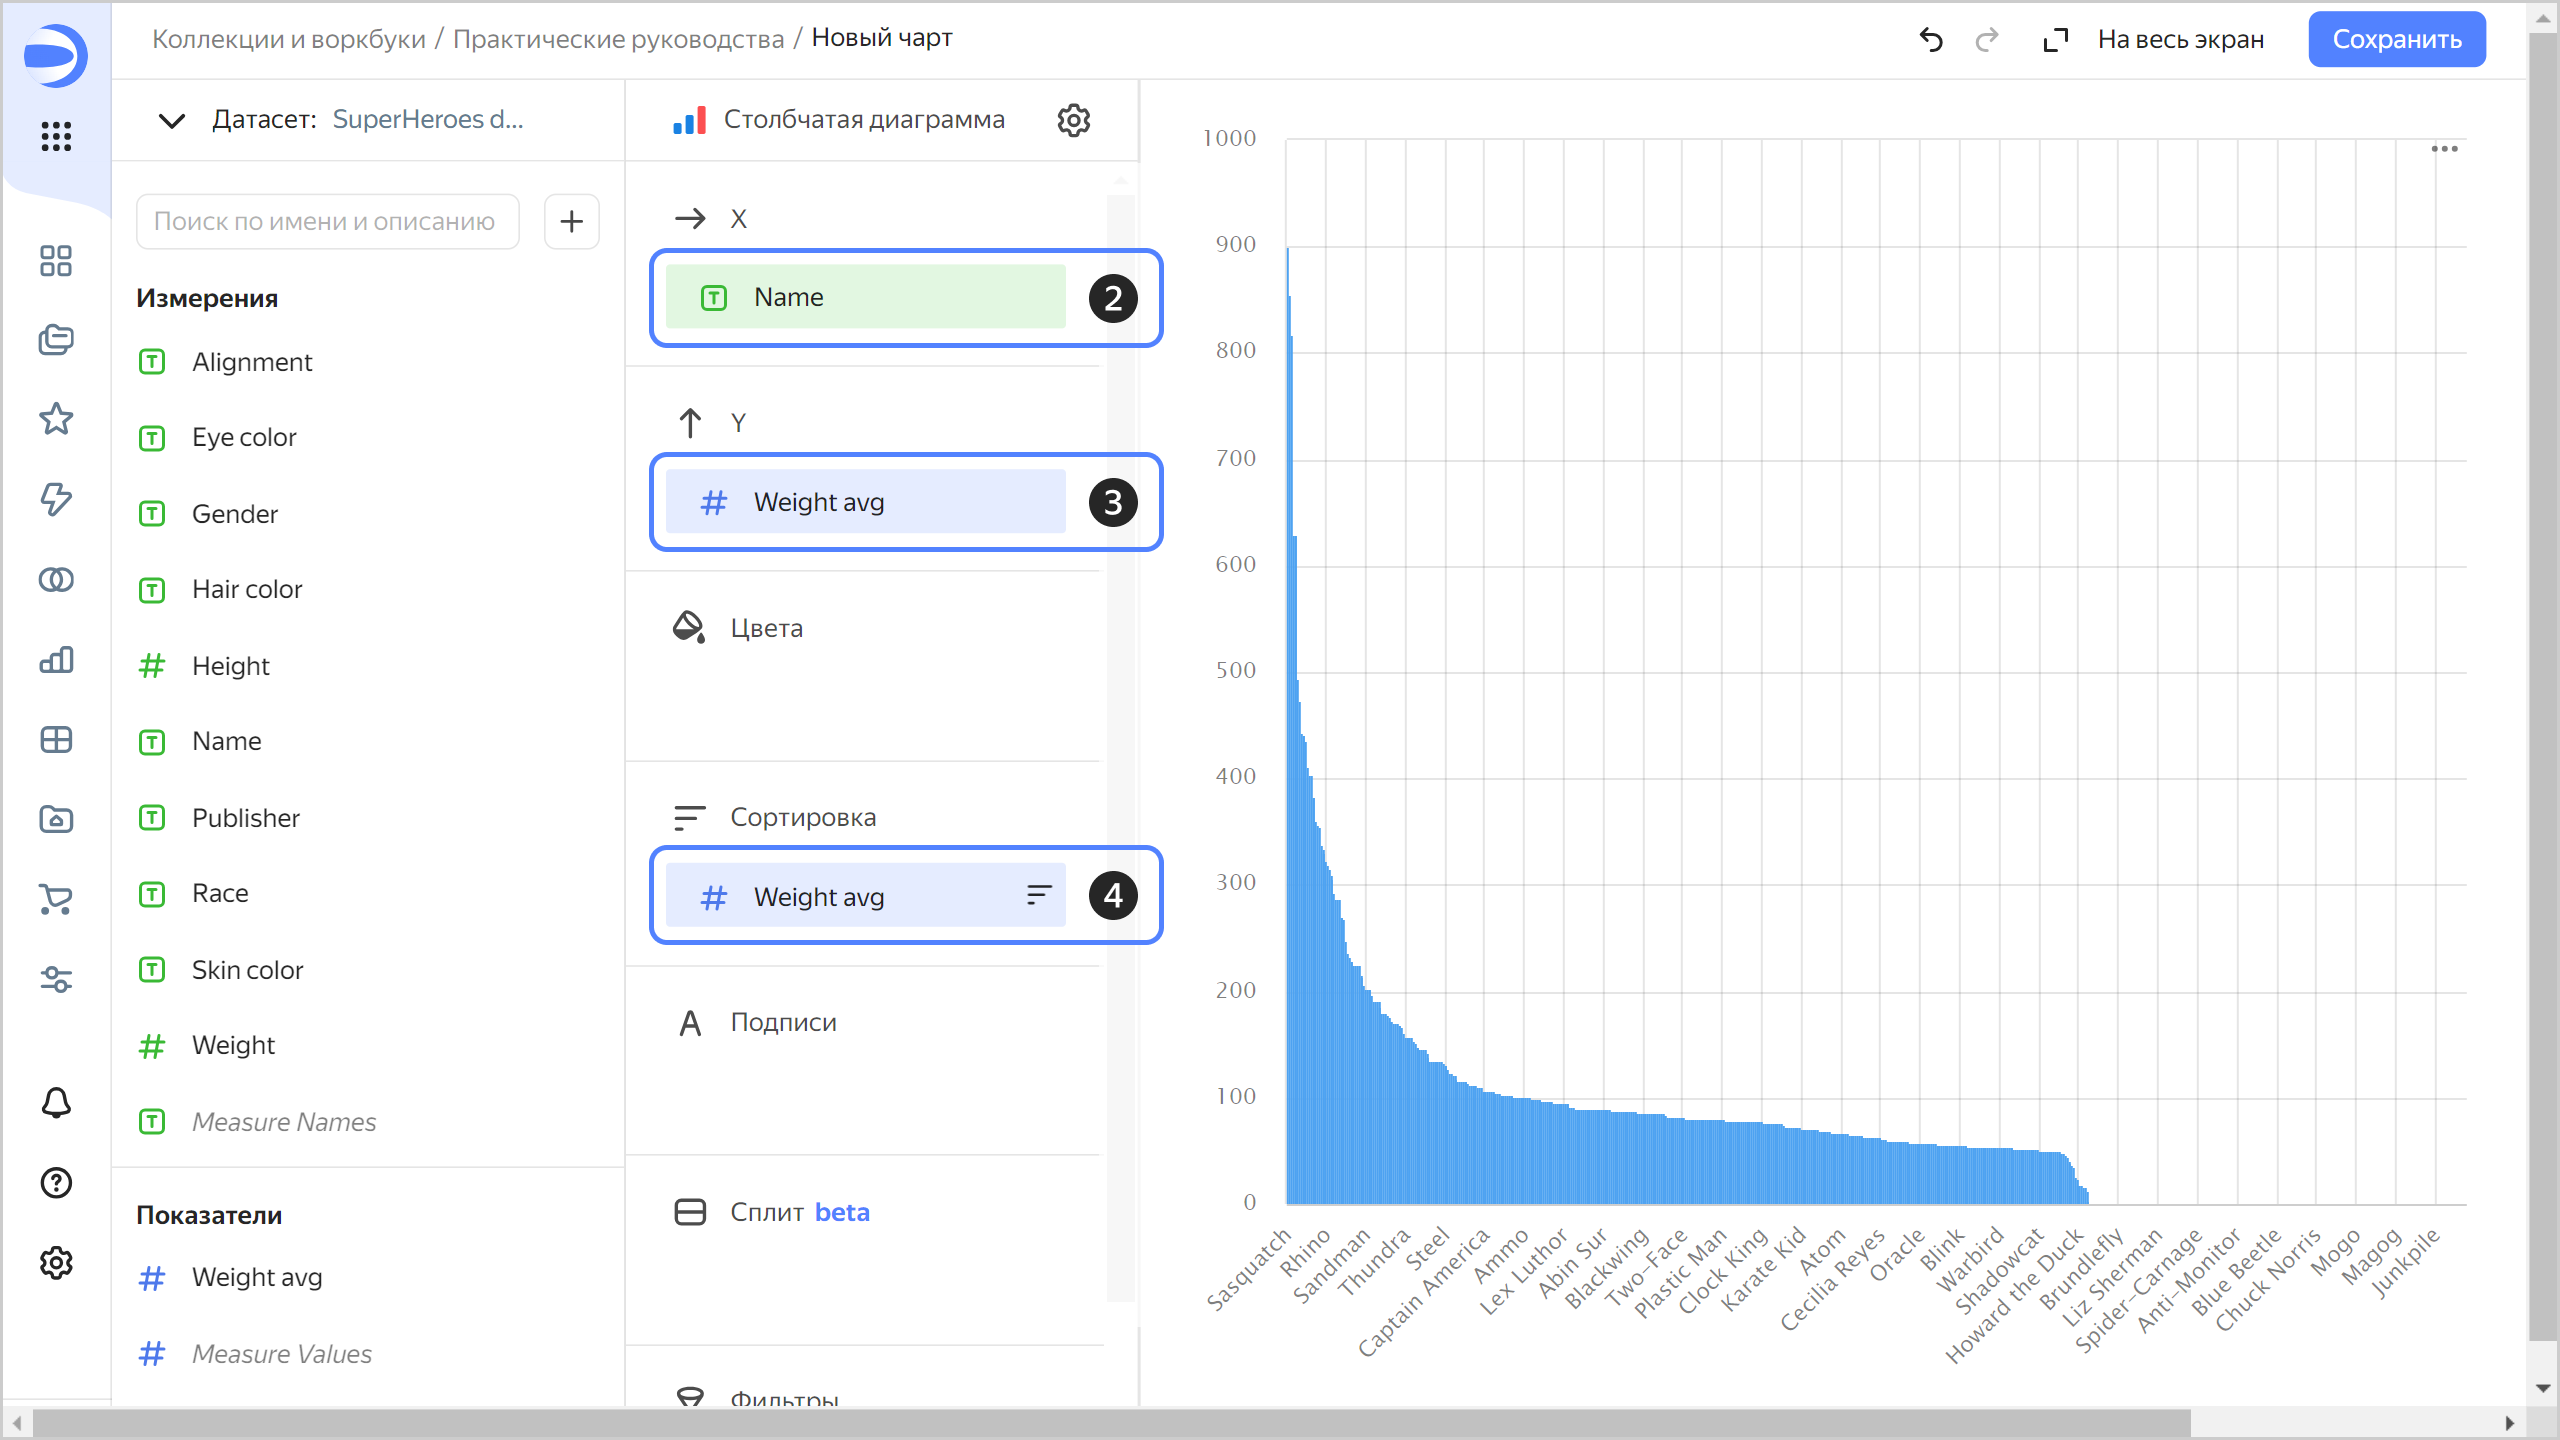 Коллекции и воркбуки / Практические руководства / Новый чарт
На весь экран
Сохранить
Датасет: SuperHeroes d...
Поиск по имени и описанию
Измерения
Alignment
Eye color
Gender
Hair color
Height
Name
Publisher
Race
Skin color
Weight
Measure Names
Показатели
Weight avg
Measure Values
Столбчатая диаграмма
X
Name
2
Y
Weight avg
3
Цвета
Сортировка
Weight avg
4
Подписи
Сплит beta
Фильтры
1000
900
800
700
600
500
400
300
200
100
0
Sasquatch
Rhino
Sandman
Thundra
Steel
Captain America
Ammo
Lex Luthor
Abin Sur
Blackwing
Two-Face
Plastic Man
Clock King
Karate Kid
Atom
Cecilia Reyes
Oracle
Blink
Warbird
Shadowcat
Howard the Duck
Brundlefly
Liz Sherman
Spider-Carnage
Anti-Monitor
Blue Beetle
Chuck Norris
Mogo
Magog
Junkpile